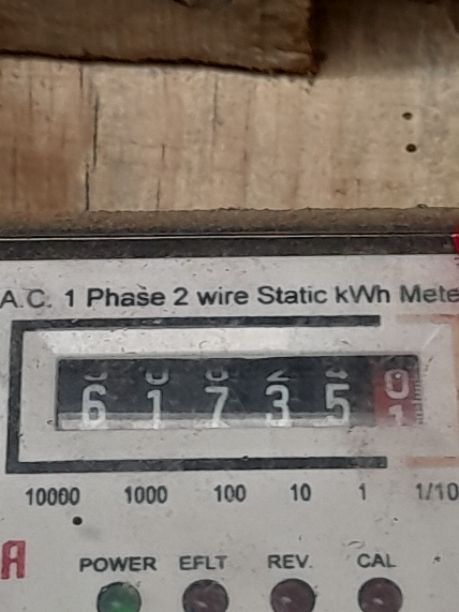 A.C. 1 Phase 2 wire Static kWh Mete
6 1 7 3 5 0
10000 1000 100 10 1 1/10
A
POWER EFLT REV. CAL